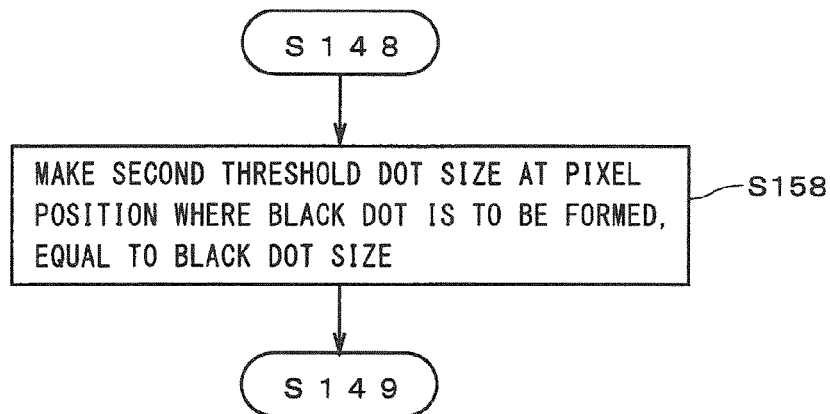 S148
MAKE SECOND THRESHOLD DOT SIZE AT PIXEL
POSITION WHERE BLACK DOT IS TO BE FORMED,
EQUAL TO BLACK DOT SIZE
S158
S149